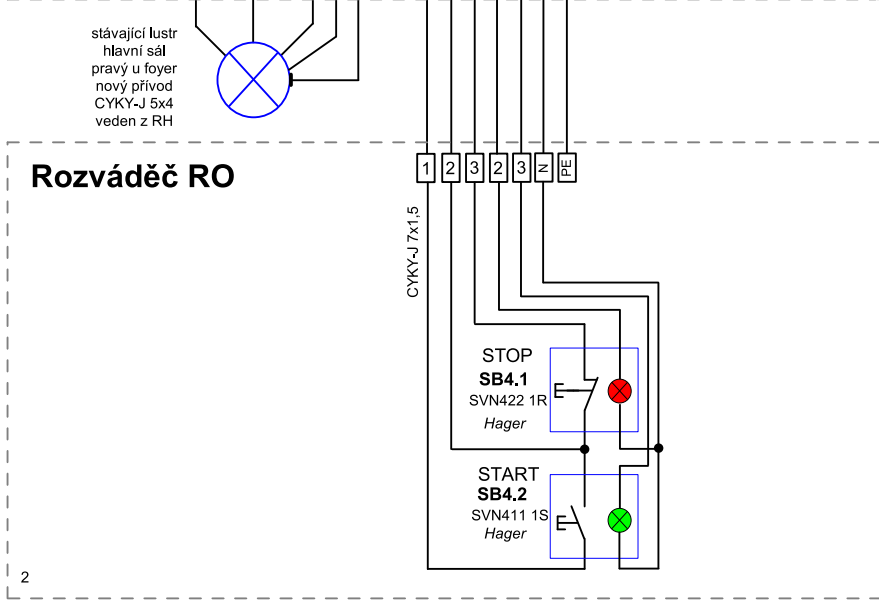 stávající lustr
hlavní sál
pravý u foyer
nový přívod
CYKY-J 5x4
veden z RH
Rozváděč RO
1 2 3 2 3 N PE
CYKY-J 7x1,5
STOP
SB4.1
SVN422 1R
Hager
START
SB4.2
SVN411 1S
Hager
2